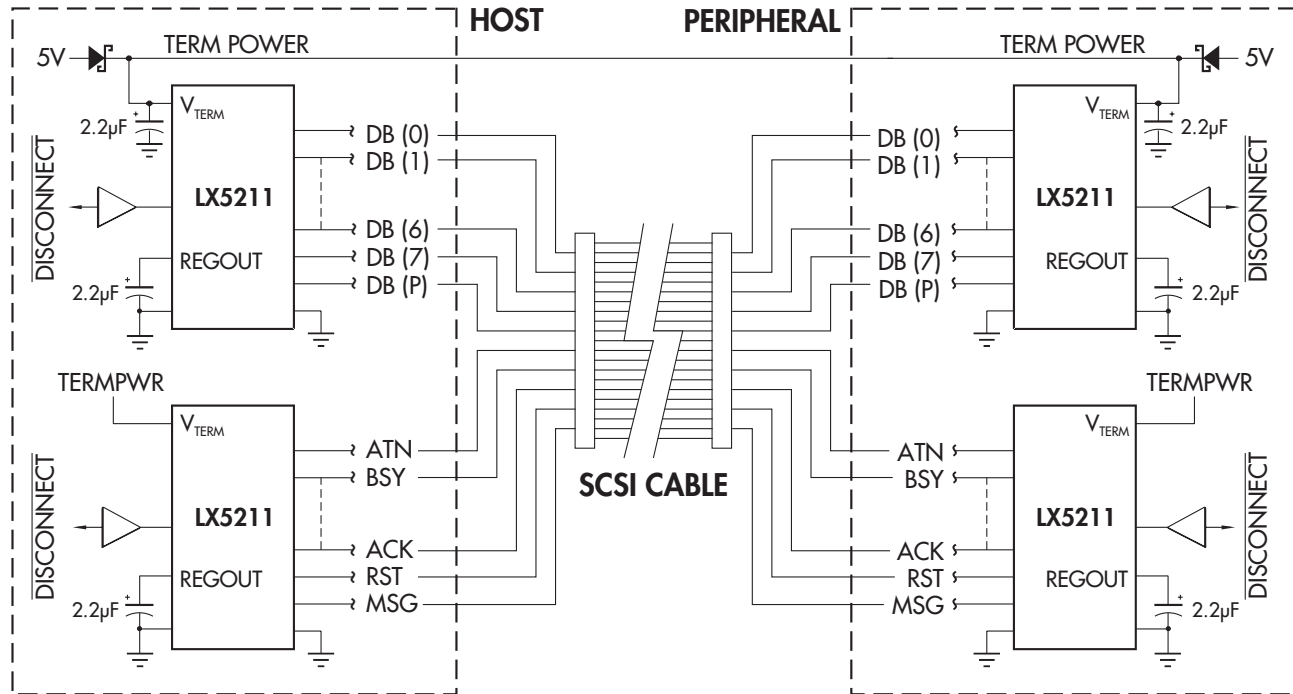 HOST
PERIPHERAL
5V
TERM POWER
TERM POWER
5V
VTERM
2.2µF
DISCONNECT
LX5211
REGOUT
2.2µF
DB (0)
DB (1)
DB (6)
DB (7)
DB (P)
DB (0)
DB (1)
DB (6)
DB (7)
DB (P)
VTERM
2.2µF
LX5211
DISCONNECT
REGOUT
2.2µF
TERMPWR
VTERM
DISCONNECT
LX5211
REGOUT
2.2µF
ATN
BSY
ACK
RST
MSG
SCSI CABLE
ATN
BSY
ACK
RST
MSG
TERMPWR
VTERM
LX5211
DISCONNECT
REGOUT
2.2µF